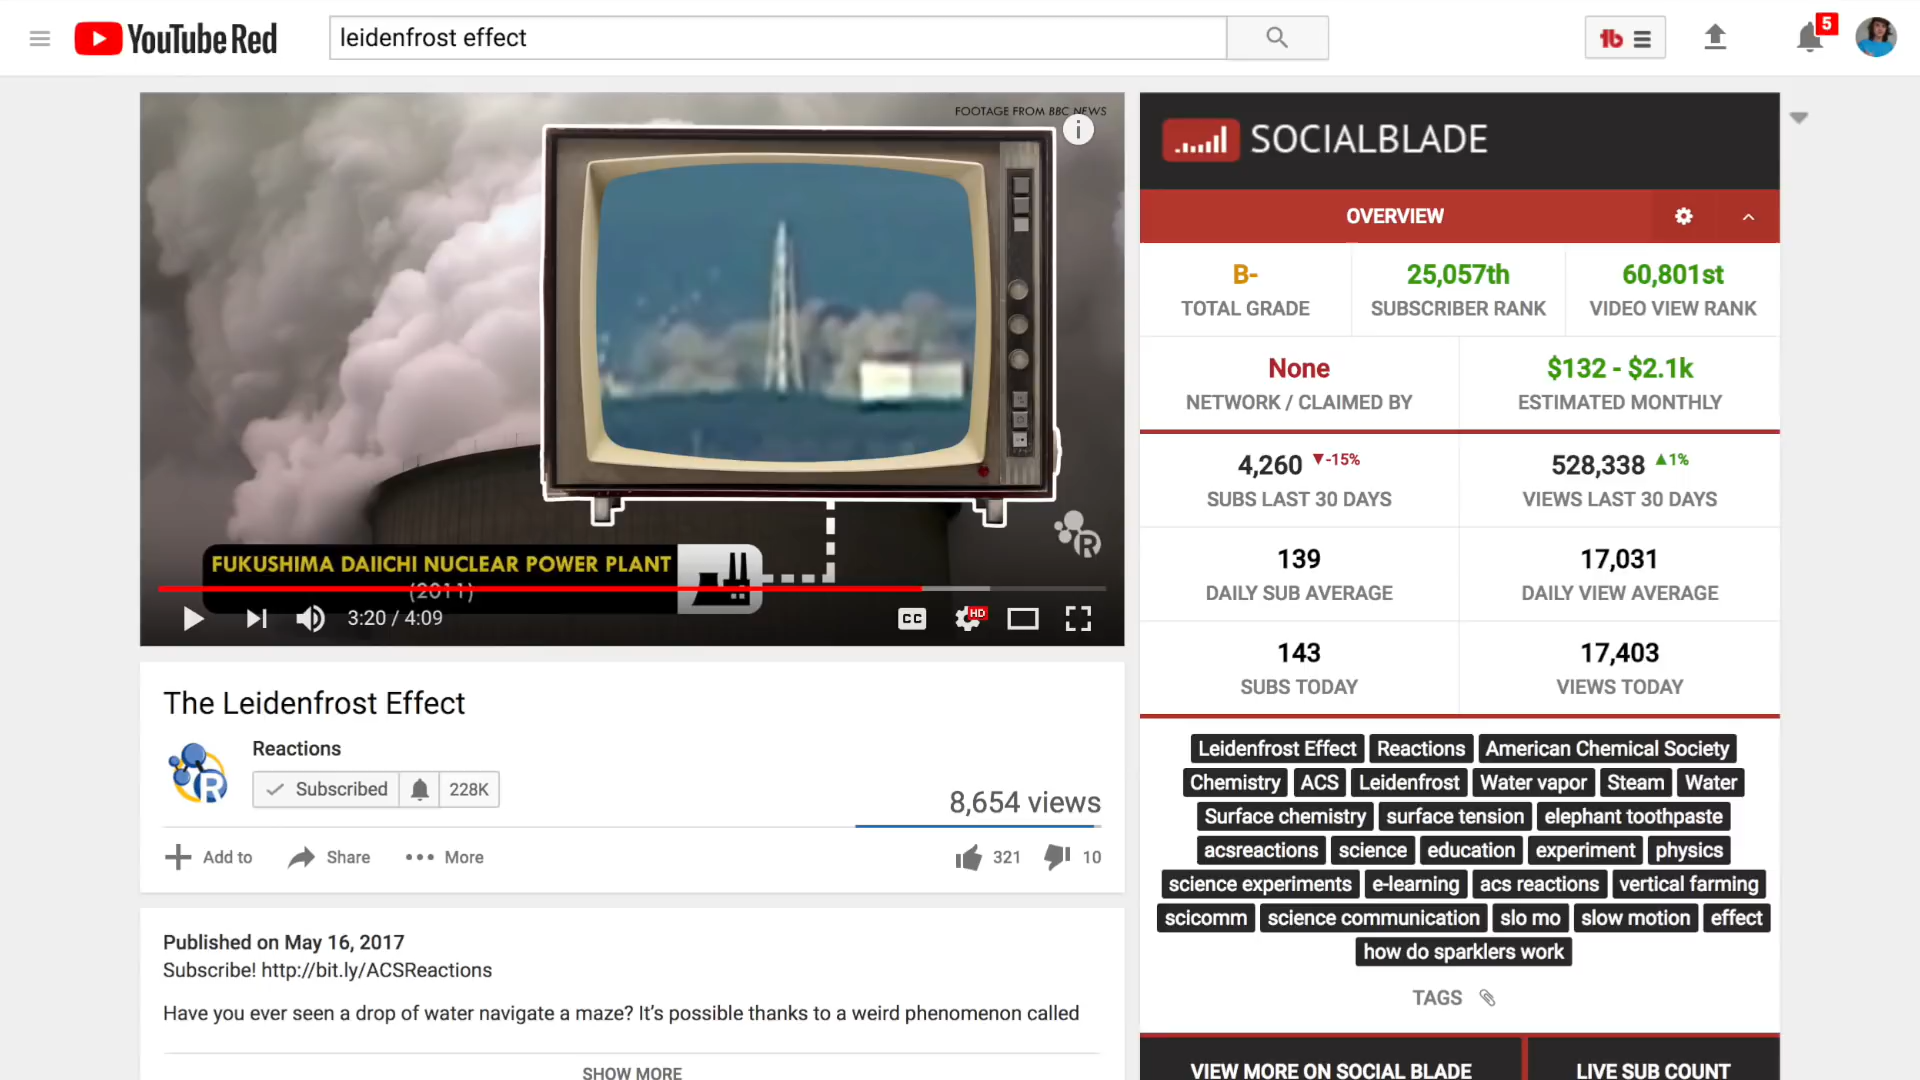 YouTube Red
leidenfrost effect
5
FOOTAGE FROM BBC NEWS
FUKUSHIMA DAIICHI NUCLEAR POWER PLANT
(2011)
R
3:20 / 4:09
CC
HD
The Leidenfrost Effect
R
Reactions
Subscribed
228K
8,654 views
Add to
Share
More
321
10
Published on May 16, 2017
Subscribe! http://bit.ly/ACSReactions
Have you ever seen a drop of water navigate a maze? It’s possible thanks to a weird phenomenon called
SHOW MORE
SOCIALBLADE
OVERVIEW
B-
TOTAL GRADE
25,057th
SUBSCRIBER RANK
60,801st
VIDEO VIEW RANK
None
NETWORK / CLAIMED BY
$132 - $2.1k
ESTIMATED MONTHLY
4,260 ▼-15%
SUBS LAST 30 DAYS
528,338 ▲1%
VIEWS LAST 30 DAYS
139
DAILY SUB AVERAGE
17,031
DAILY VIEW AVERAGE
143
SUBS TODAY
17,403
VIEWS TODAY
Leidenfrost Effect Reactions American Chemical Society
Chemistry ACS Leidenfrost Water vapor Steam Water
Surface chemistry surface tension elephant toothpaste
acsreactions science education experiment physics
science experiments e-learning acs reactions vertical farming
scicomm science communication slo mo slow motion effect
how do sparklers work
TAGS
VIEW MORE ON SOCIAL BLADE
LIVE SUB COUNT